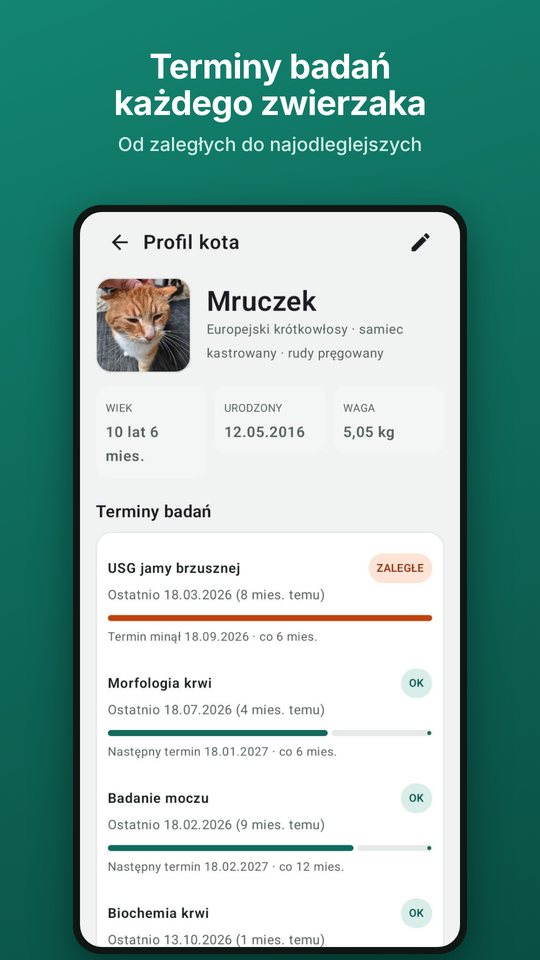 Terminy badań
każdego zwierzaka
Od zaległych do najodleglejszych
Profil kota
Mruczek
Europejski krótkowłosy · samiec
kastrowany · rudy pręgowany
WIEK
10 lat 6
mies.
URODZONY
12.05.2016
WAGA
5,05 kg
Terminy badań
USG jamy brzusznej
ZALEGŁE
Ostatnio 18.03.2026 (8 mies. temu)
Termin minął 18.09.2026 · co 6 mies.
Morfologia krwi
OK
Ostatnio 18.07.2026 (4 mies. temu)
Następny termin 18.01.2027 · co 6 mies.
Badanie moczu
OK
Ostatnio 18.02.2026 (9 mies. temu)
Następny termin 18.02.2027 · co 12 mies.
Biochemia krwi
OK
Ostatnio 13.10.2026 (1 mies. temu)